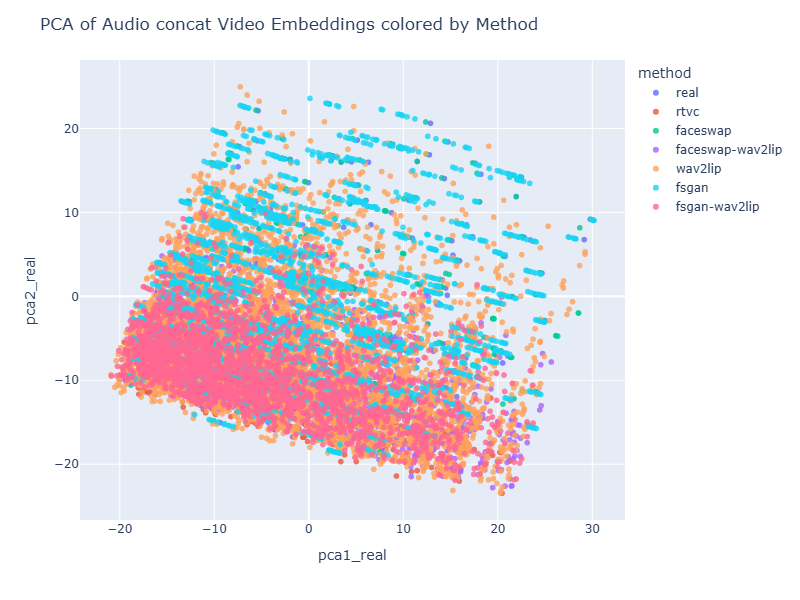 PCA of Audio concat Video Embeddings colored by Method
method
real
rtvc
faceswap
faceswap-wav2lip
wav2lip
fsgan
fsgan-wav2lip
pca2_real
20
10
0
−10
−20
−20
−10
0
10
20
30
pca1_real